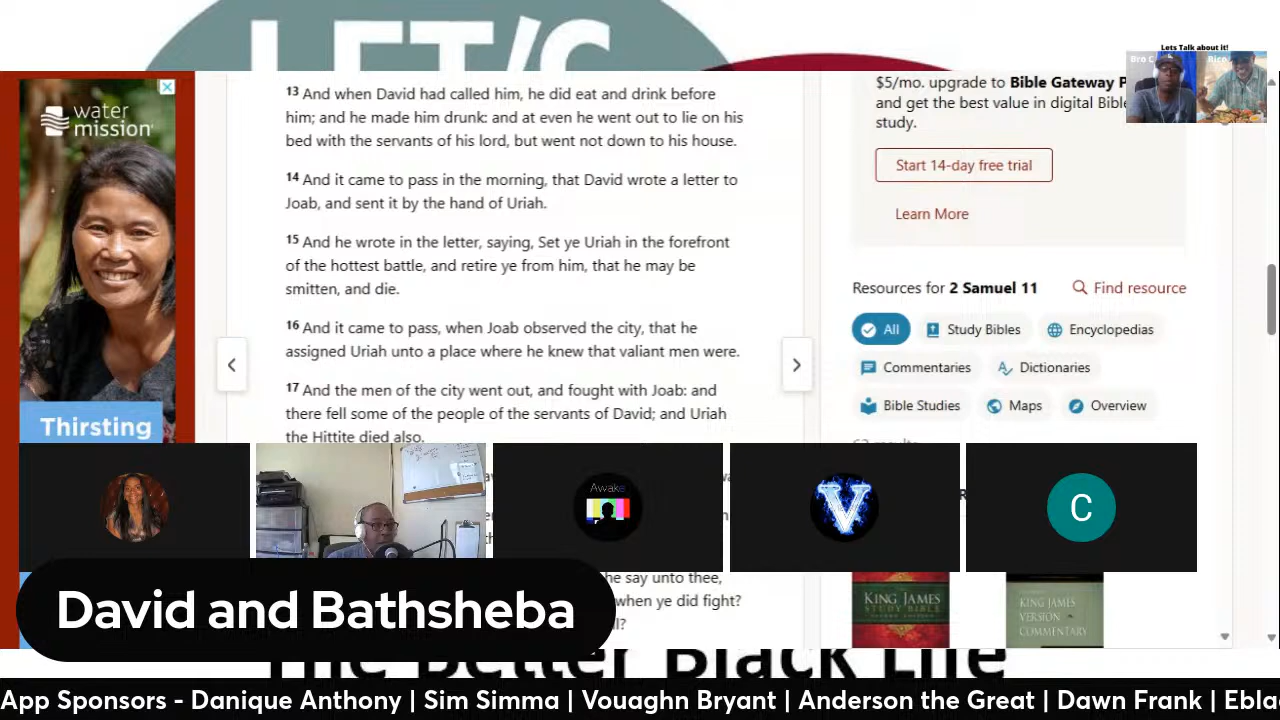 LET'S
Lets Talk about it!
Bro C
Rico
water
mission
Thirsting
13 And when David had called him, he did eat and drink before
him; and he made him drunk: and at even he went out to lie on his
bed with the servants of his lord, but went not down to his house.
14 And it came to pass in the morning, that David wrote a letter to
Joab, and sent it by the hand of Uriah.
15 And he wrote in the letter, saying, Set ye Uriah in the forefront
of the hottest battle, and retire ye from him, that he may be
smitten, and die.
16 And it came to pass, when Joab observed the city, that he
assigned Uriah unto a place where he knew that valiant men were.
17 And the men of the city went out, and fought with Joab: and
there fell some of the people of the servants of David; and Uriah
the Hittite died also.
he say unto thee,
when ye did fight?
$5/mo. upgrade to Bible Gateway P
and get the best value in digital Bible
study.
Start 14-day free trial
Learn More
Resources for 2 Samuel 11
Find resource
All
Study Bibles
Encyclopedias
Commentaries
Dictionaries
Bible Studies
Maps
Overview
Awake
V
C
KING JAMES
STUDY BIBLE
KING JAMES
VERSION
COMMENTARY
David and Bathsheba
The Better Black Life
App Sponsors - Danique Anthony | Sim Simma | Vouaghn Bryant | Anderson the Great | Dawn Frank | Ebla